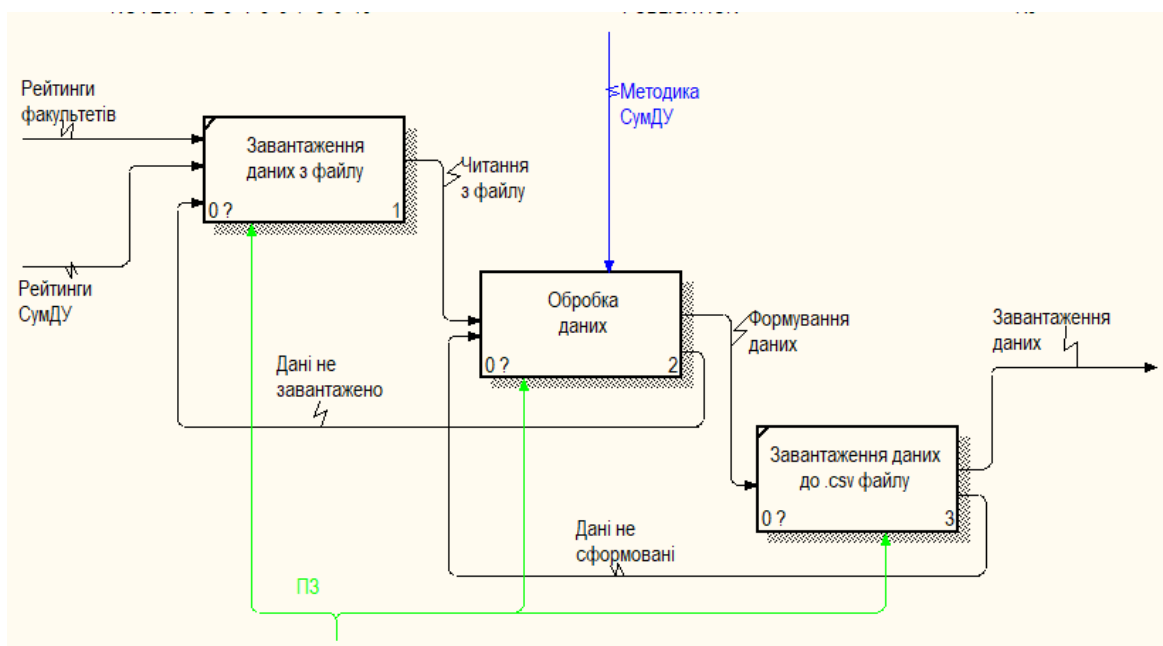 Рейтинги
факультетів
Завантаження
даних з файлу
0 ?
1
Методика
СумДУ
Читання
з файлу
Рейтинги
СумДУ
Обробка
даних
0 ?
2
Формування
даних
Завантаження
даних
Дані не
завантажено
Завантаження даних
до .csv файлу
0 ?
3
Дані не
сформовані
ПЗ